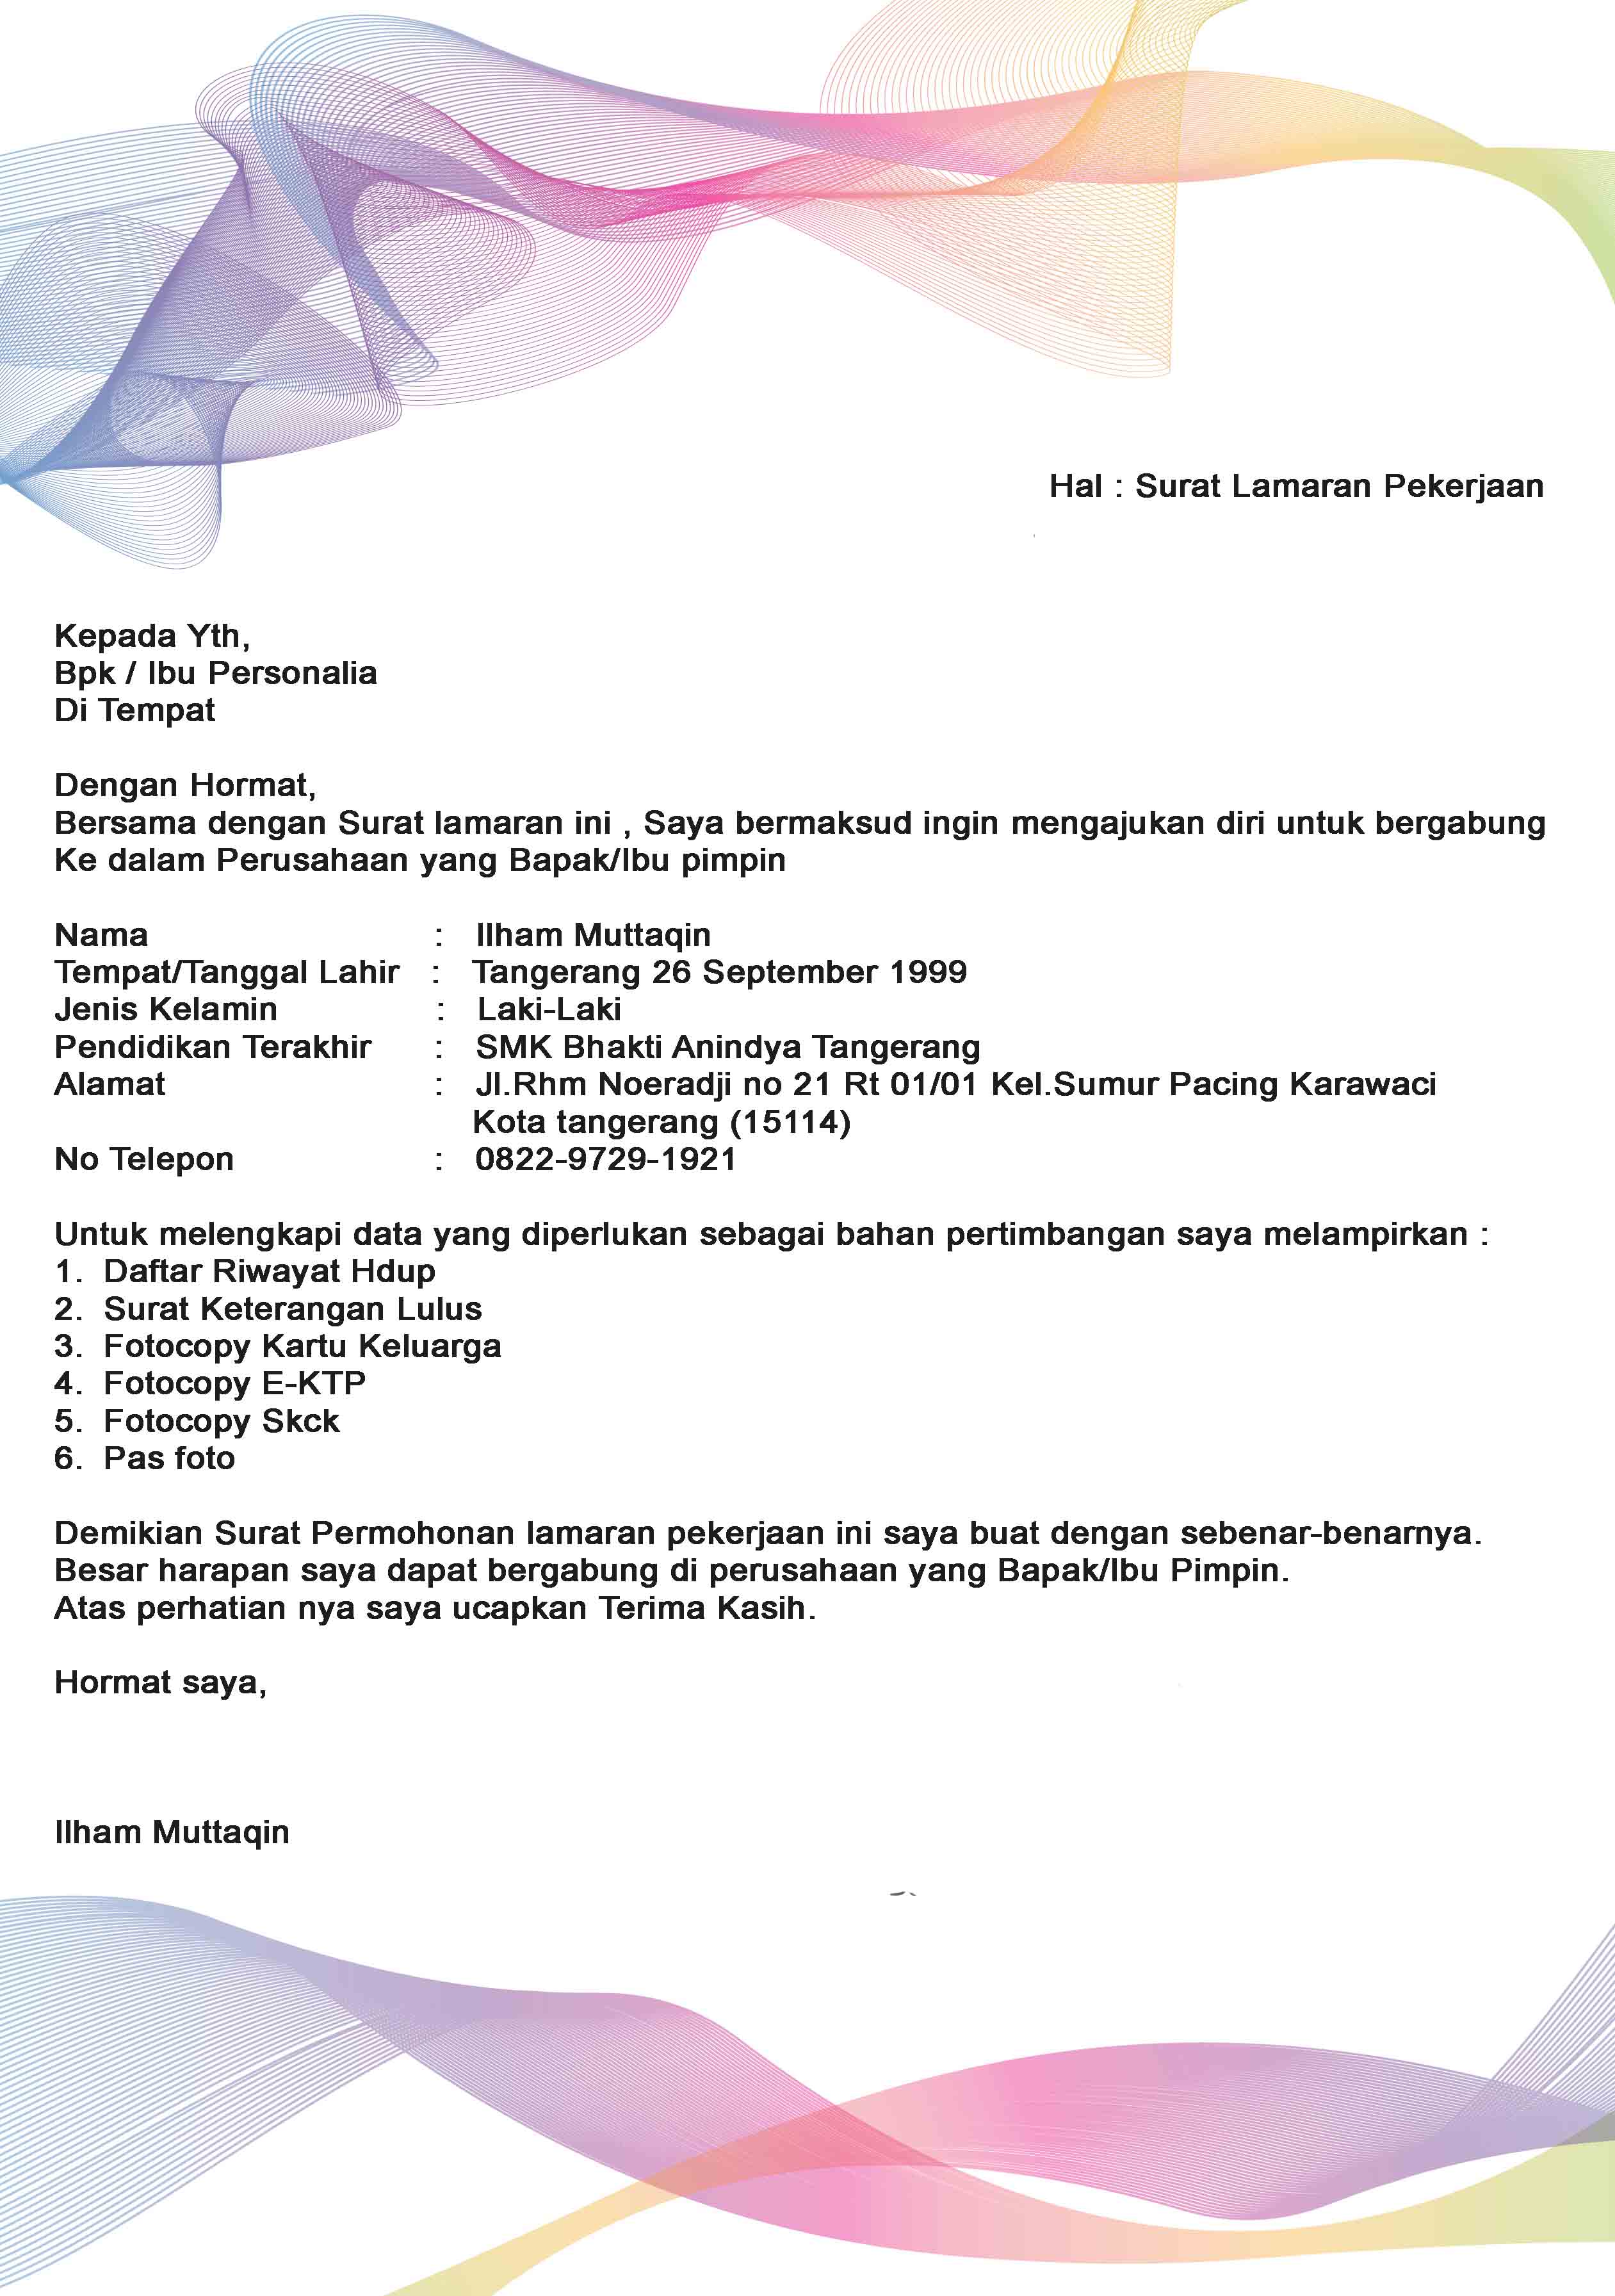 Hal : Surat Lamaran Pekerjaan
Kepada Yth,
Bpk / Ibu Personalia
Di Tempat
Dengan Hormat,
Bersama dengan Surat lamaran ini , Saya bermaksud ingin mengajukan diri untuk bergabung
Ke dalam Perusahaan yang Bapak/Ibu pimpin
Nama : Ilham Muttaqin
Tempat/Tanggal Lahir : Tangerang 26 September 1999
Jenis Kelamin : Laki-Laki
Pendidikan Terakhir : SMK Bhakti Anindya Tangerang
Alamat : Jl.Rhm Noeradji no 21 Rt 01/01 Kel.Sumur Pacing Karawaci
Kota tangerang (15114)
No Telepon : 0822-9729-1921
Untuk melengkapi data yang diperlukan sebagai bahan pertimbangan saya melampirkan :
1. Daftar Riwayat Hdup
2. Surat Keterangan Lulus
3. Fotocopy Kartu Keluarga
4. Fotocopy E-KTP
5. Fotocopy Skck
6. Pas foto
Demikian Surat Permohonan lamaran pekerjaan ini saya buat dengan sebenar-benarnya.
Besar harapan saya dapat bergabung di perusahaan yang Bapak/Ibu Pimpin.
Atas perhatian nya saya ucapkan Terima Kasih.
Hormat saya,
Ilham Muttaqin